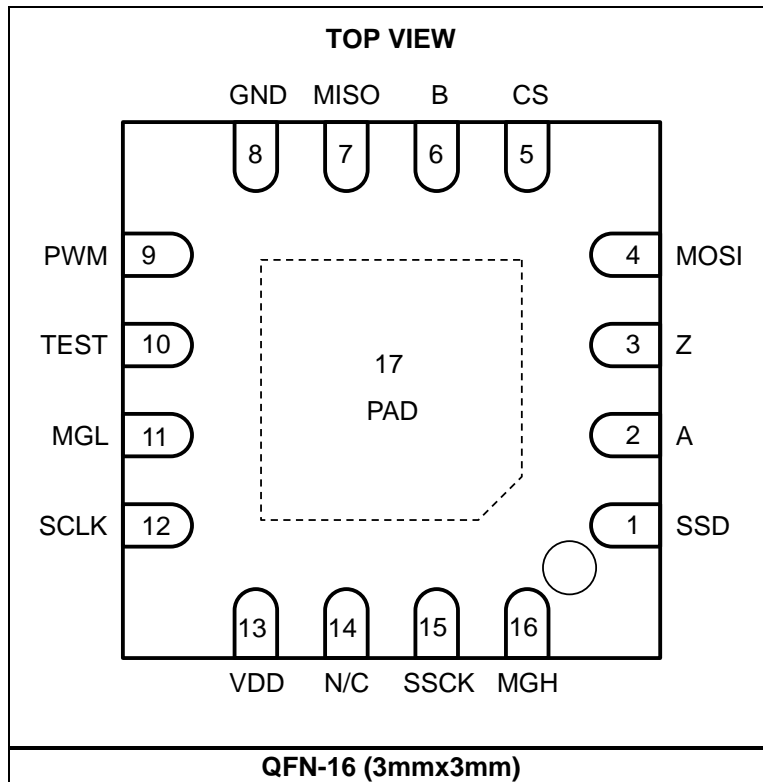 TOP VIEW
GND MISO B CS
8 7 6 5
PWM 9 4 MOSI
TEST 10 3 Z
17
PAD
MGL 11 2 A
SCLK 12 1 SSD
13 14 15 16
VDD N/C SSCK MGH
QFN-16 (3mmx3mm)